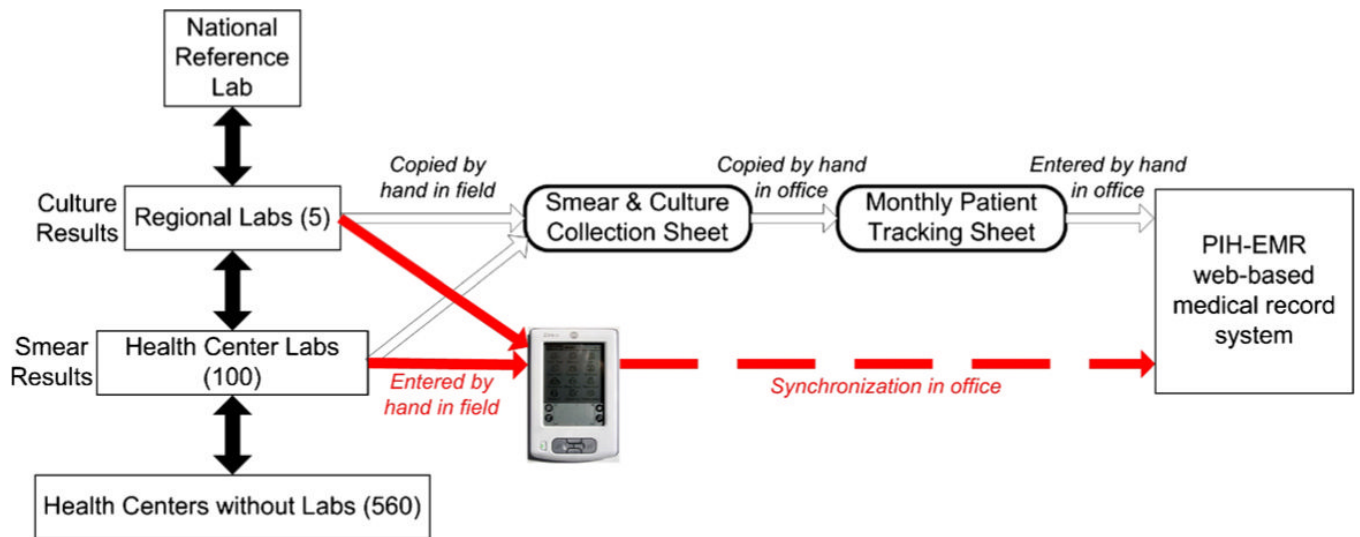 National
Reference
Lab
Culture
Results
Regional Labs (5)
Copied by
hand in field
Smear & Culture
Collection Sheet
Copied by hand
in office
Monthly Patient
Tracking Sheet
Entered by hand
in office
PIH-EMR
web-based
medical record
system
Smear
Results
Health Center Labs
(100)
Entered by
hand in field
Synchronization in office
Health Centers without Labs (560)